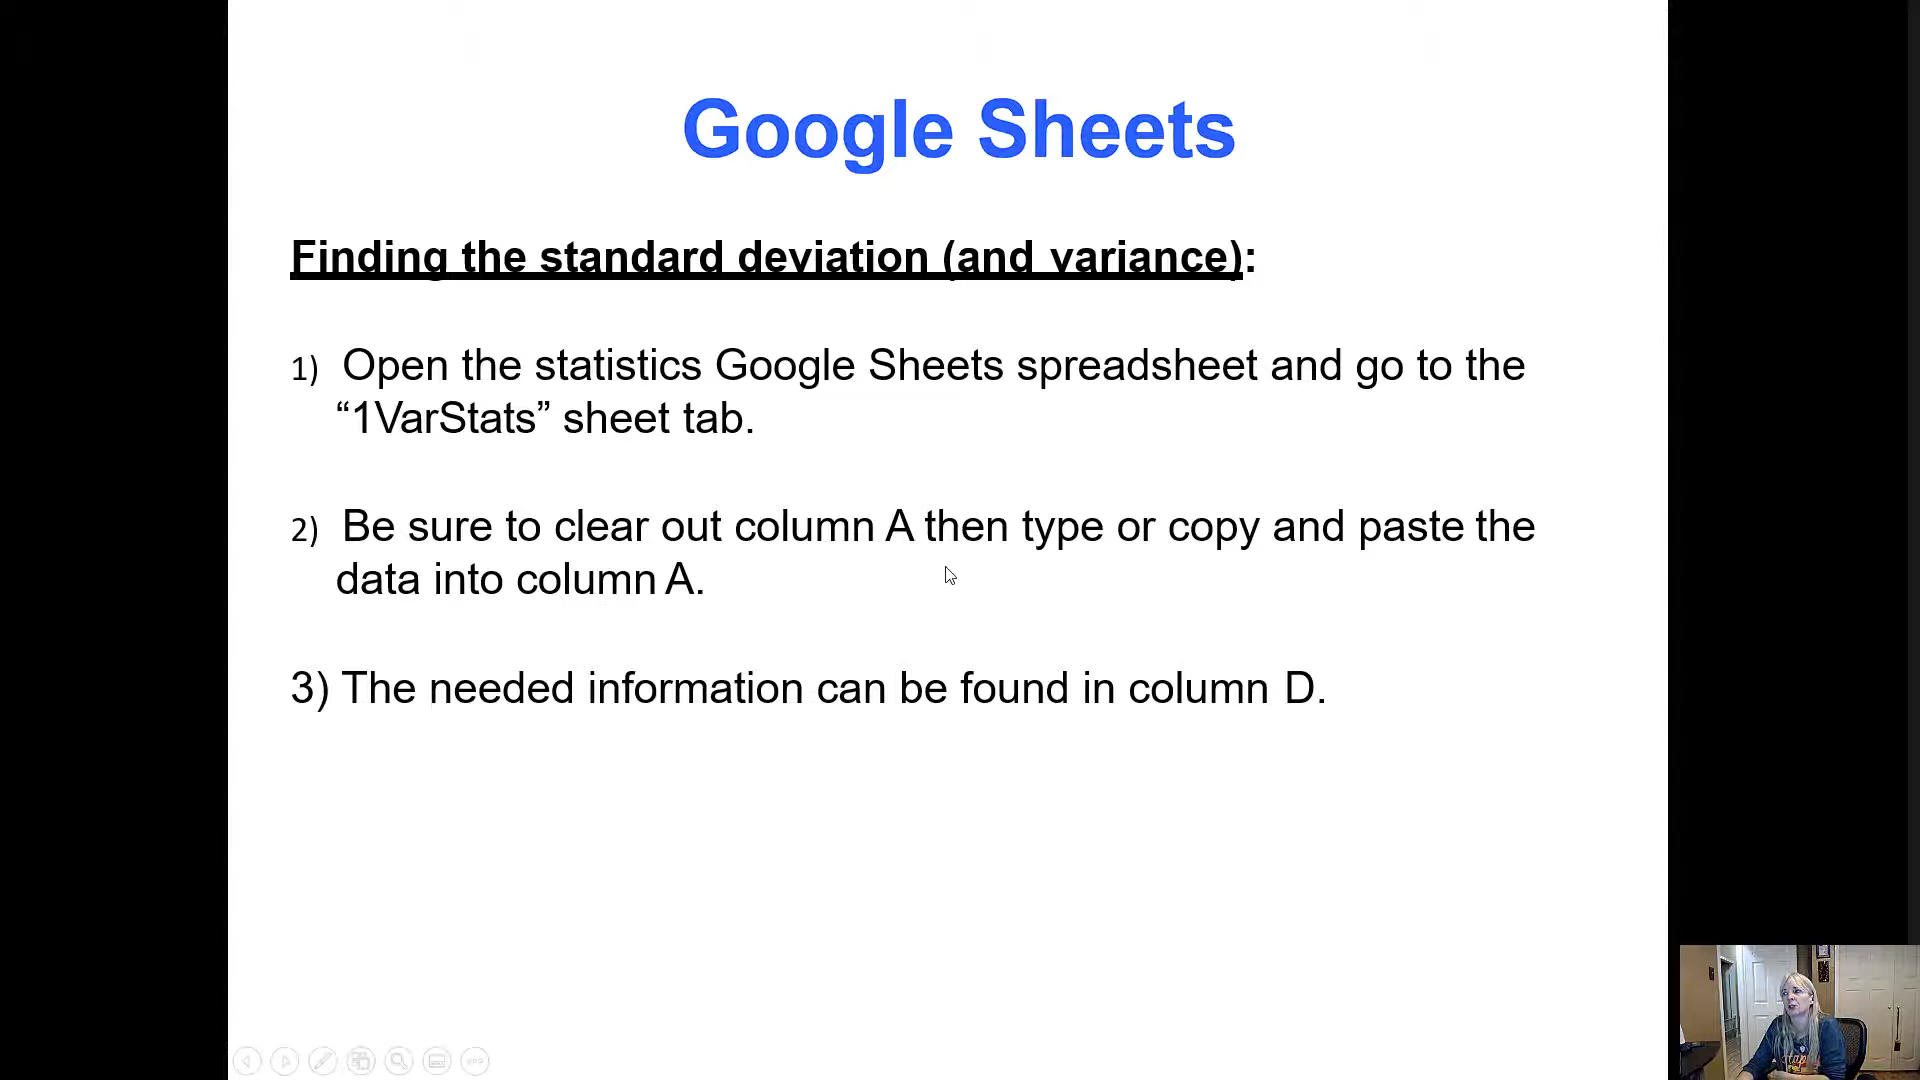 Google Sheets
Finding the standard deviation (and variance):
1) Open the statistics Google Sheets spreadsheet and go to the
“1VarStats” sheet tab.
2) Be sure to clear out column A then type or copy and paste the
data into column A.
3) The needed information can be found in column D.